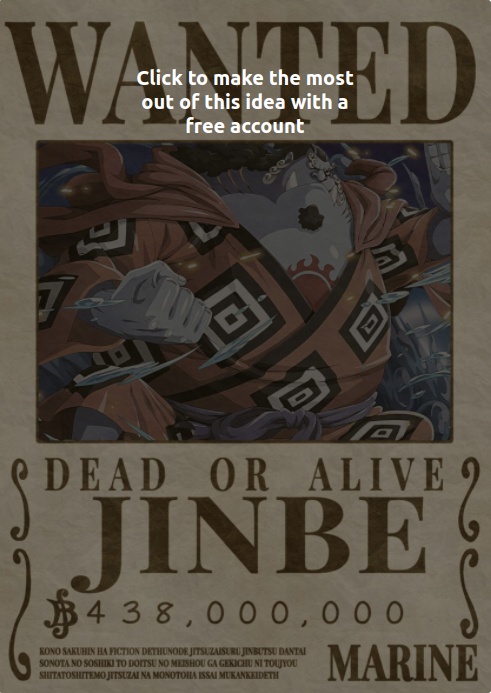 WANTED
Click to make the most
out of this idea with a
free account
DEAD OR ALIVE
JINBE
฿438,000,000
KONO SAKUHIN HA FICTION DETHUNODE JITSUZAISURU JINBUTSU DANTAI
SONOTA NO SOSHIKI TO DOITSU NO MEISHOU GA GEKICHU NI TOUJYOU
SHITATOSHITEMO JITSUZAI NA MONOTOHA ISSAI MUKANKEIDETH
MARINE